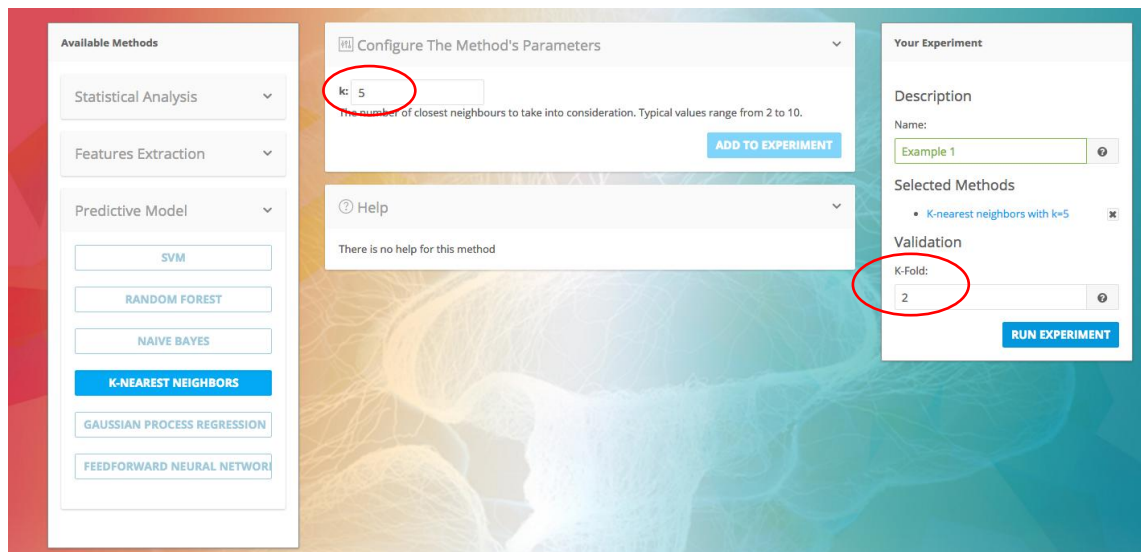 Available Methods
Statistical Analysis
Features Extraction
Predictive Model
SVM
RANDOM FOREST
NAIVE BAYES
K-NEAREST NEIGHBORS
GAUSSIAN PROCESS REGRESSION
FEEDFORWARD NEURAL NETWOR
Configure The Method's Parameters
k: 5
The number of closest neighbours to take into consideration. Typical values range from 2 to 10.
ADD TO EXPERIMENT
Help
There is no help for this method
Your Experiment
Description
Name:
Example 1
Selected Methods
K-nearest neighbors with k=5
Validation
K-Fold:
2
RUN EXPERIMENT